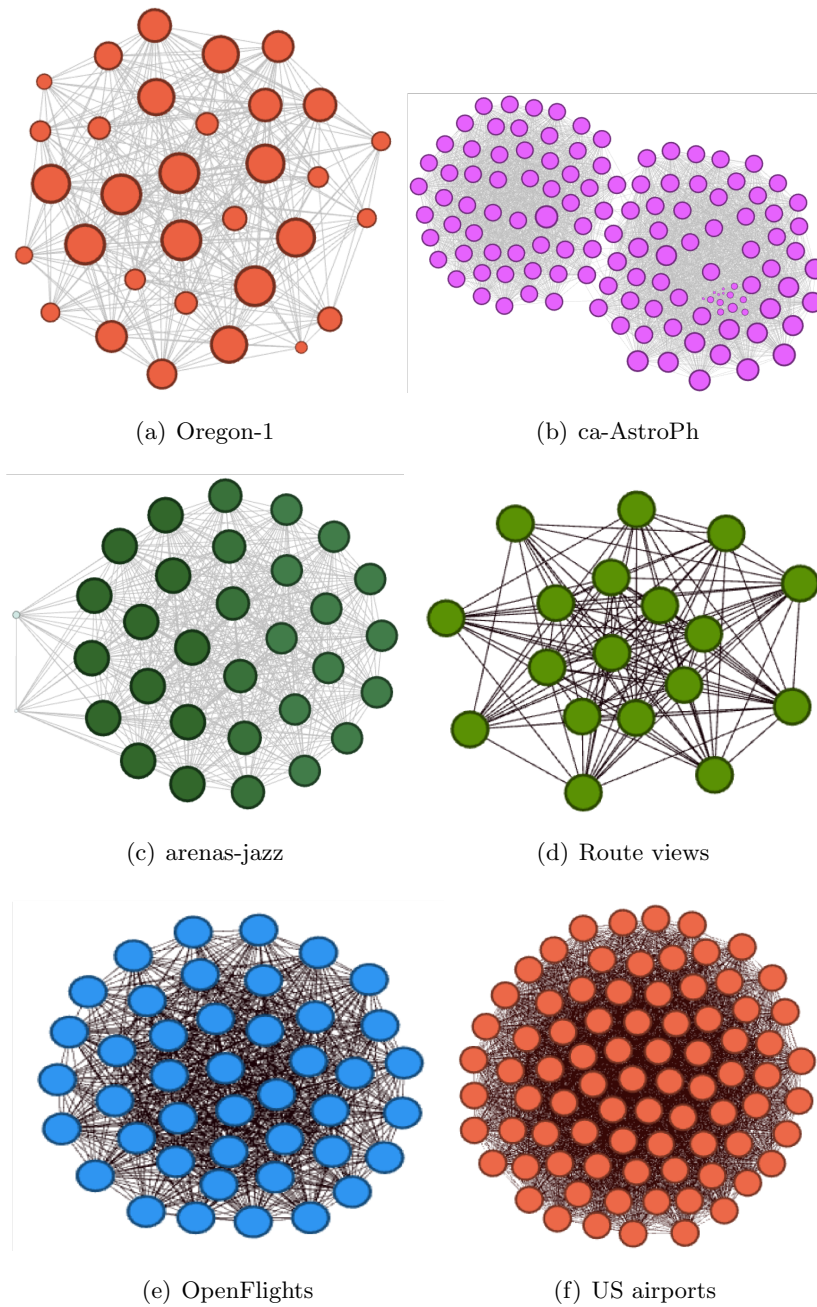 (a) Oregon-1
(b) ca-AstroPh
(c) arenas-jazz
(d) Route views
(e) OpenFlights
(f) US airports